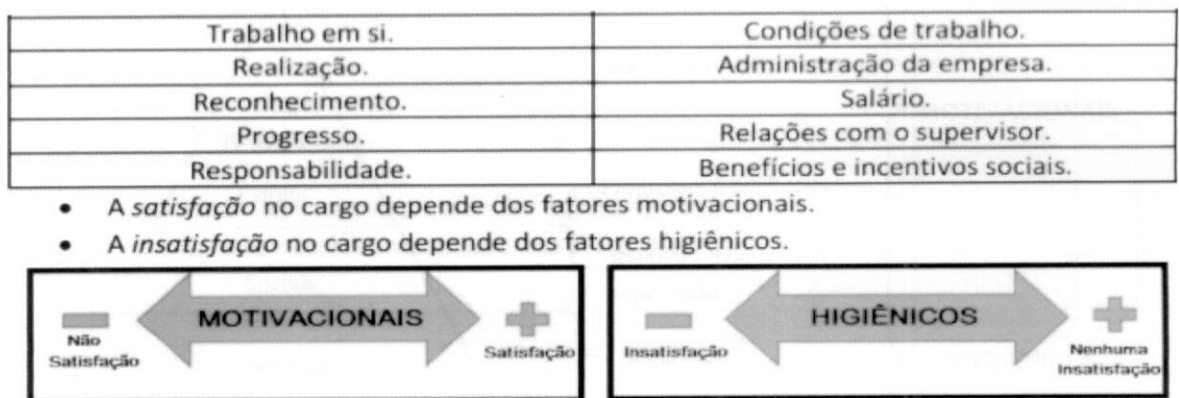 Trabalho em si. Condições de trabalho.
Realização. Administração da empresa.
Reconhecimento. Salário.
Progresso. Relações com o supervisor.
Responsabilidade. Benefícios e incentivos sociais.
• A satisfação no cargo depende dos fatores motivacionais.
• A insatisfação no cargo depende dos fatores higiênicos.
MOTIVACIONAIS
Não
Satisfação
Satisfação
HIGIÊNICOS
Insatisfação
Nenhuma
Insatisfação